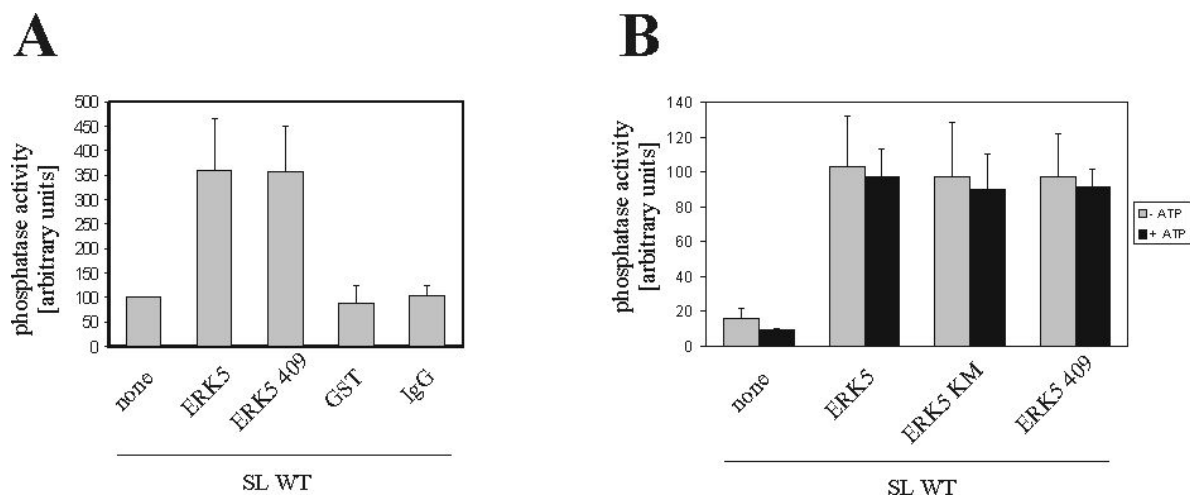 A
phosphatase activity
[arbitrary units]
500
450
400
350
300
250
200
150
100
50
0
none
ERK5
ERK5 409
GST
IgG
SL WT
B
phosphatase activity
[arbitrary units]
140
120
100
80
60
40
20
0
none
ERK5
ERK5 KM
ERK5 409
SL WT
- ATP
+ ATP